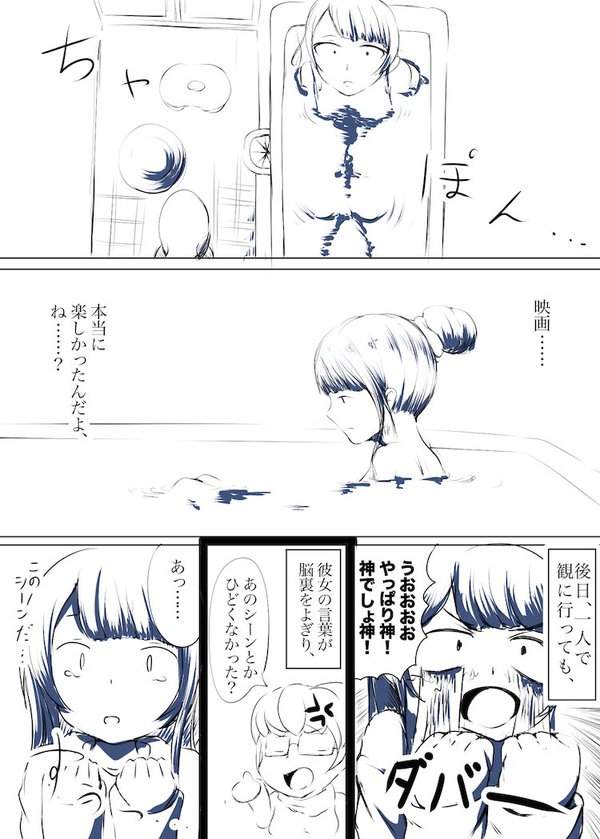 ちャ
ぽん…
映画……
本当に
楽しかったんだよ、
ね……？
後日、一人で
観に行っても、
うおおおお
やっぱり神！
神でしょ神！
ダバ
彼女の言葉が
脳裏をよぎり、
あのシーンとか
ひどくなかった？
あっ……。
この
シーンだ…